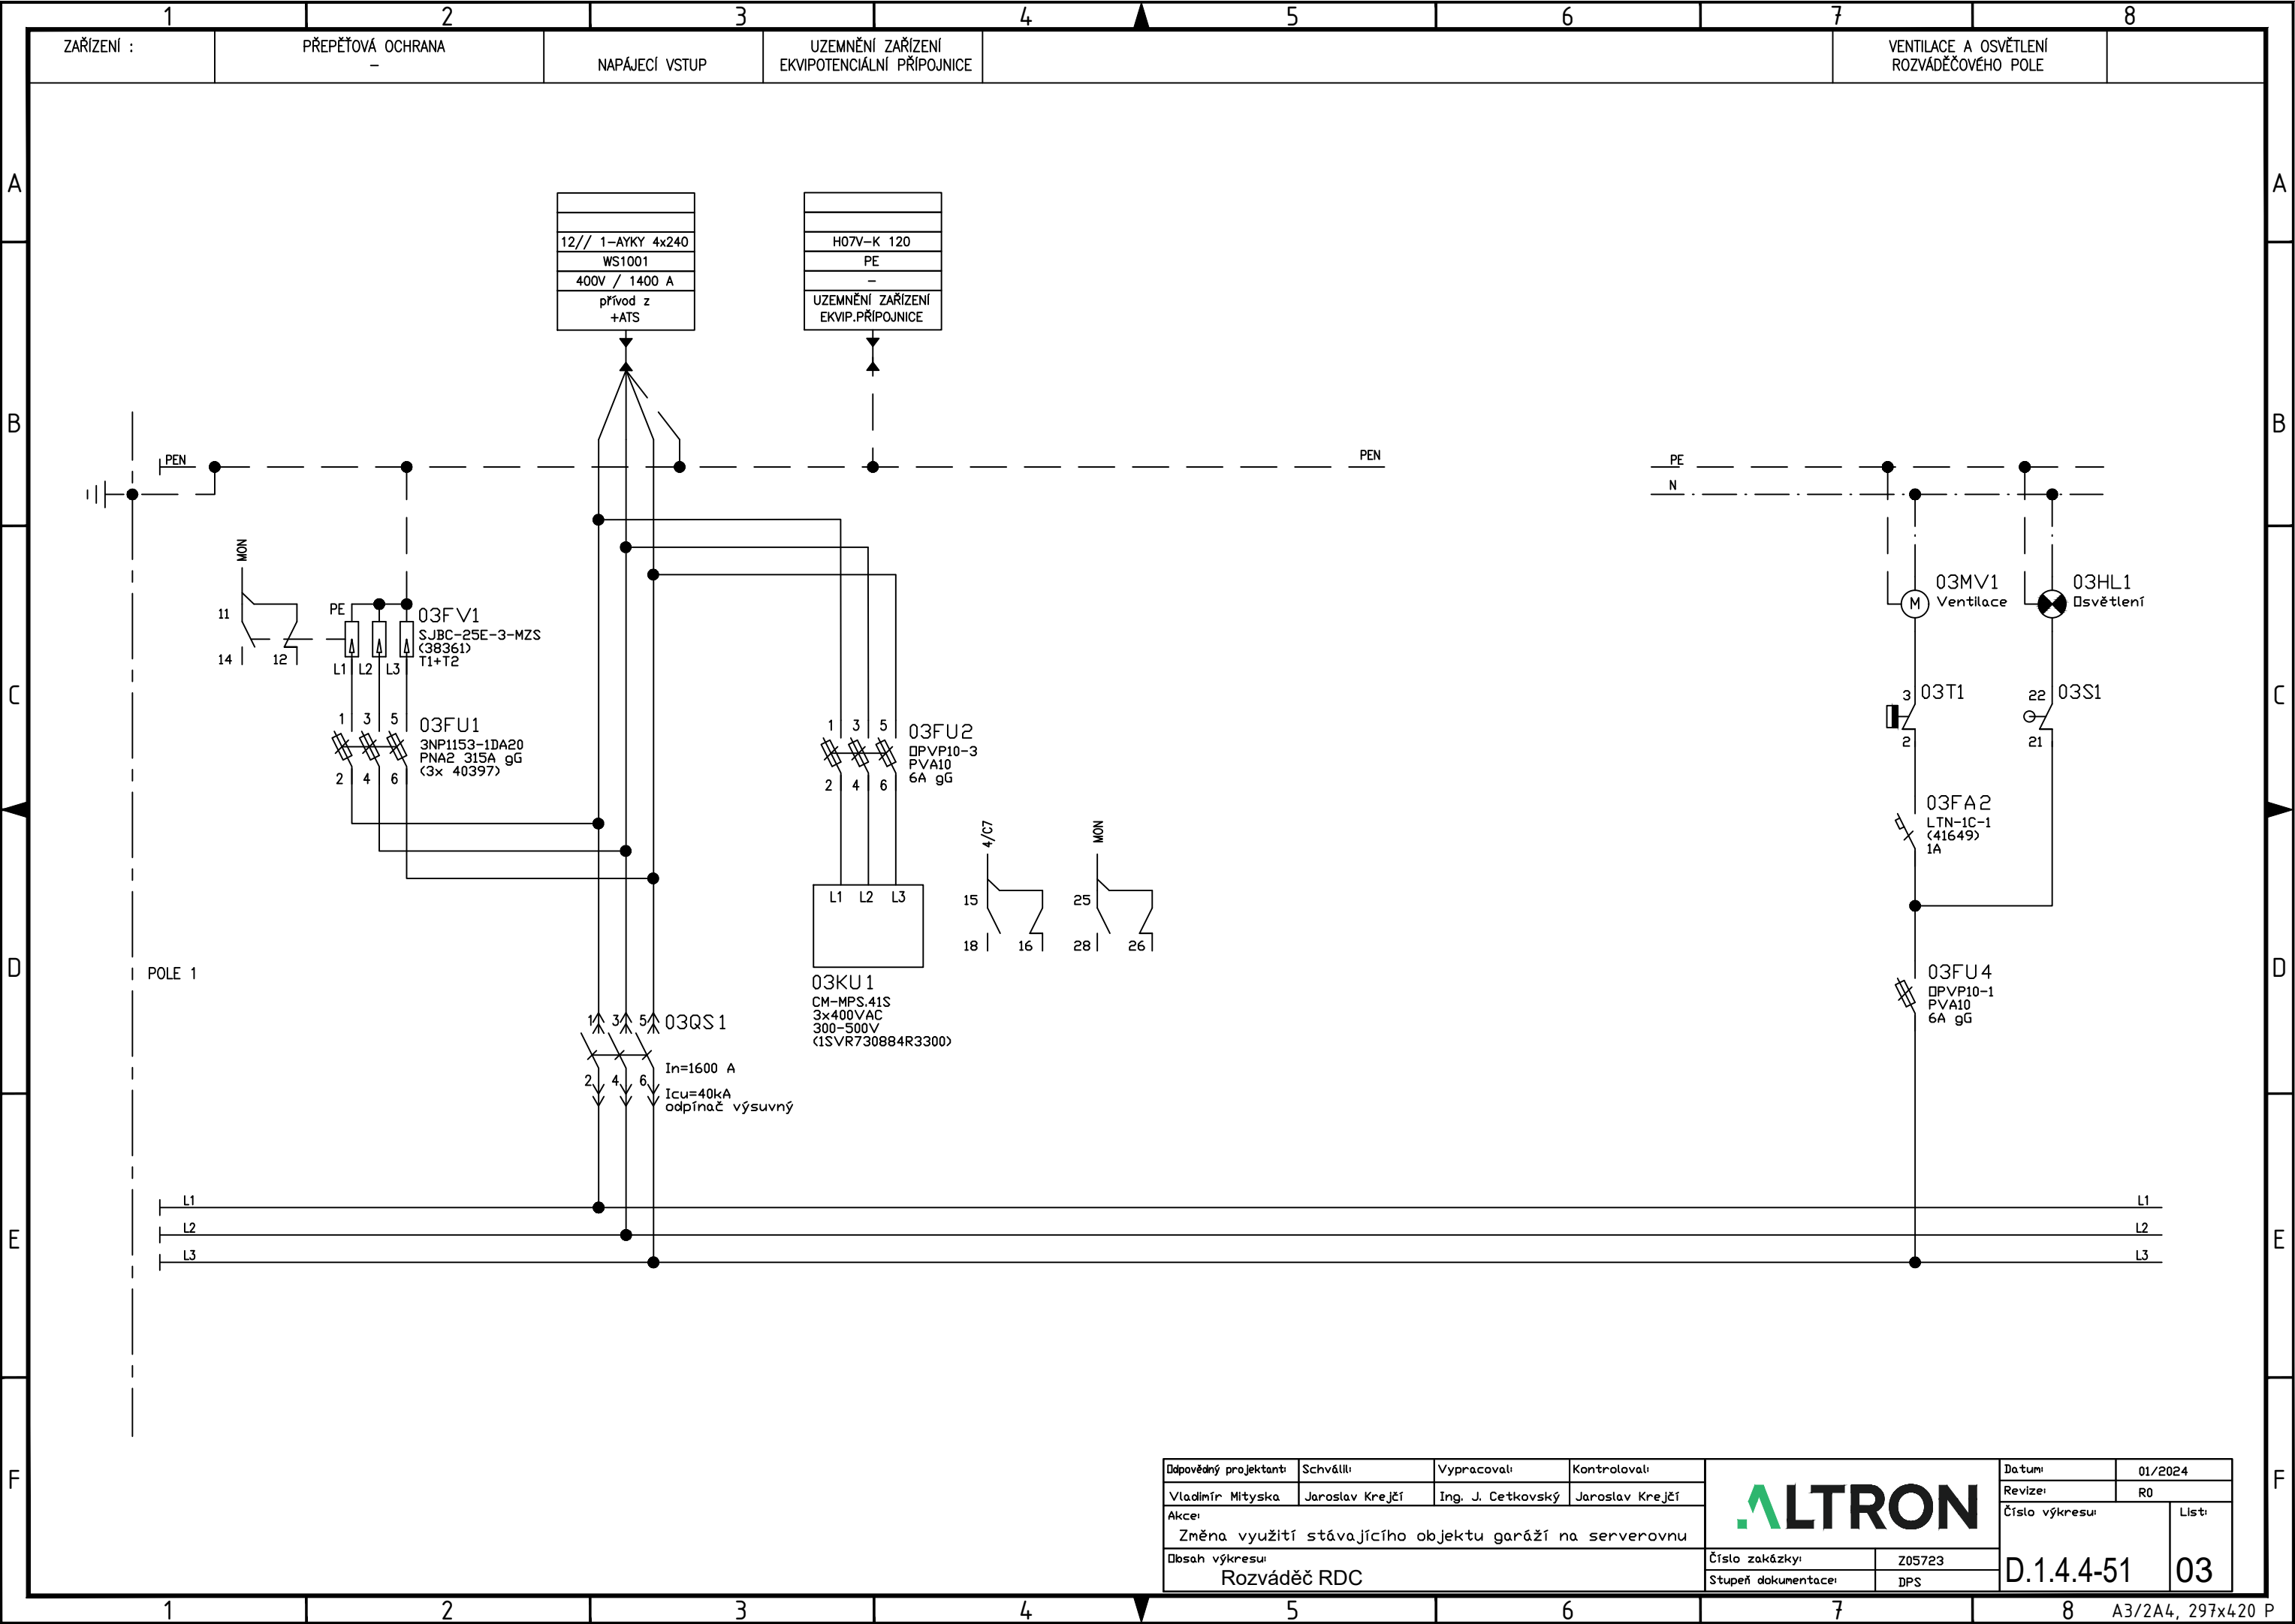 1 2 3 4 5 6 7 8
ZAŘÍZENÍ :
PŘEPĚŤOVÁ OCHRANA
–
NAPÁJECÍ VSTUP
UZEMNĚNÍ ZAŘÍZENÍ
EKVIPOTENCIÁLNÍ PŘÍPOJNICE
VENTILACE A OSVĚTLENÍ
ROZVÁDĚČOVÉHO POLE
A A
12// 1-AYKY 4x240
WS1001
400V / 1400 A
přívod z
+ATS
H07V-K 120
PE
–
UZEMNĚNÍ ZAŘÍZENÍ
EKVIP.PŘÍPOJNICE
B B
PEN
PEN
PE
N
MON
11
14 12
PE
L1 L2 L3
03FV1
SJBC-25E-3-MZS
(38361)
T1+T2
03MV1
Ventilace
M
03HL1
Osvětlení
C C
1 3 5
03FU1
3NP1153-1DA20
PNA2 315A gG
(3x 40397)
2 4 6
1 3 5
03FU2
OPVP10-3
PVA10
6A gG
2 4 6
3 03T1
2
22 03S1
21
03FA2
LTN-1C-1
(41649)
1A
L1 L2 L3
03KU1
CM-MPS.41S
3x400VAC
300-500V
(1SVR730884R3300)
4/C7
15
18 16
MON
25
28 26
D D
POLE 1
03FU4
OPVP10-1
PVA10
6A gG
1 3 5 03QS1
In=1600 A
2 4 6
Icu=40kA
odpínač výsuvný
E E
L1 L1
L2 L2
L3 L3
F F
Odpovědný projektant: Schválil: Vypracoval: Kontroloval:
Vladimír Mityska Jaroslav Krejčí Ing. J. Cetkovský Jaroslav Krejčí
Akce:
Změna využití stávajícího objektu garáží na serverovnu
Obsah výkresu:
Rozváděč RDC
ALTRON
Číslo zakázky: Z05723
Stupeň dokumentace: DPS
Datum: 01/2024
Revize: R0
Číslo výkresu: List:
D.1.4.4-51 03
1 2 3 4 5 6 7 8
A3/2A4, 297x420 P